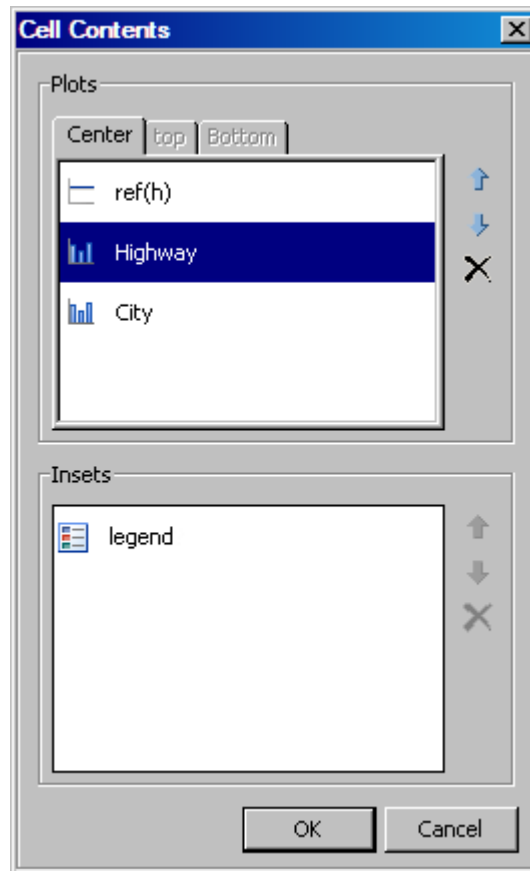 Cell Contents
Plots
Center top Bottom
ref(h)
Highway
City
Insets
legend
OK Cancel